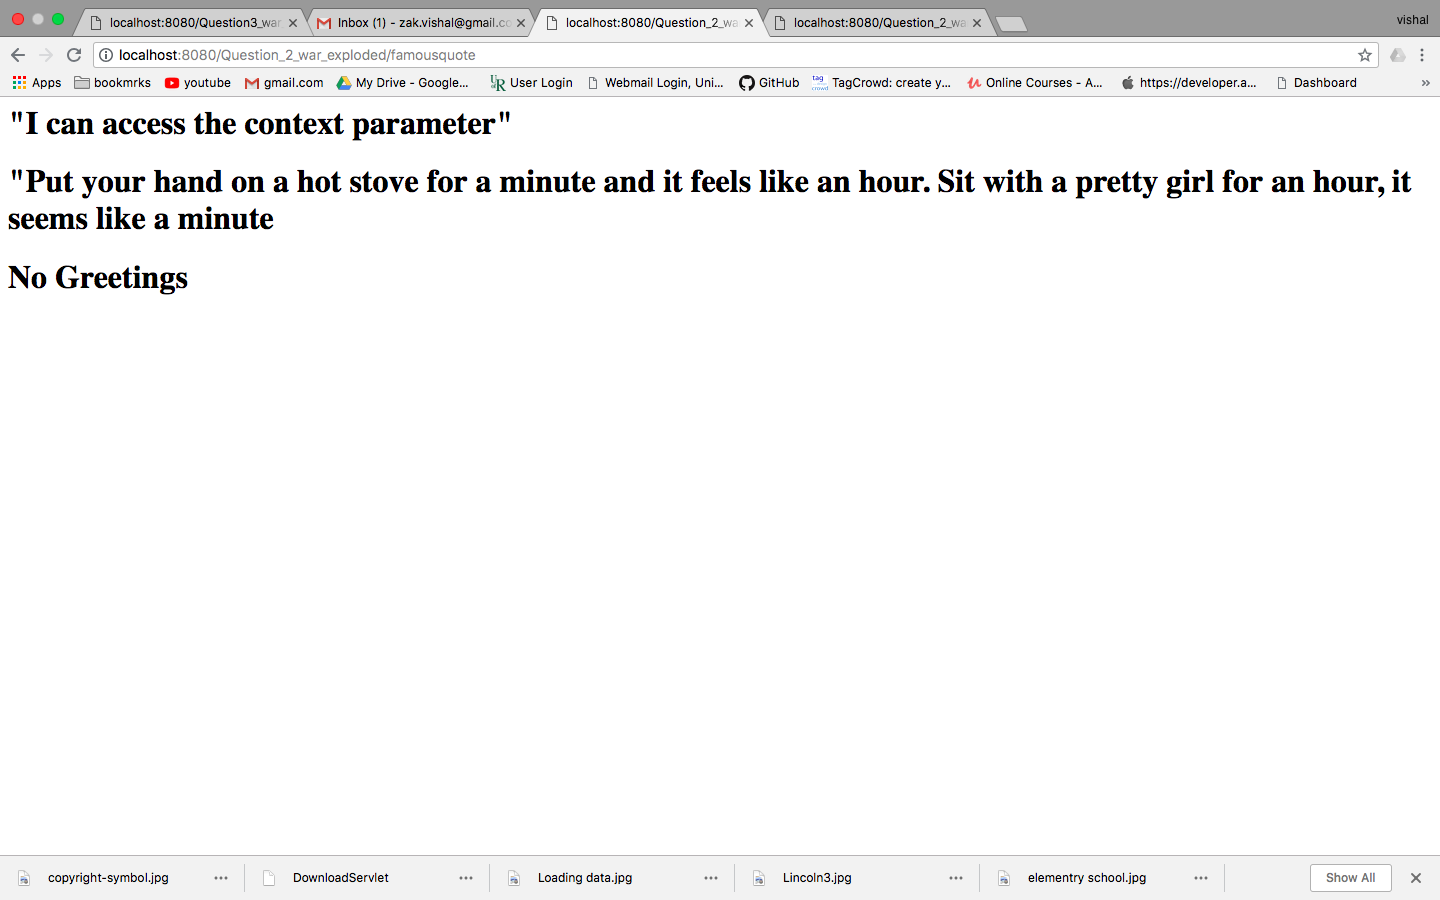 localhost:8080/Question3_war
Inbox (1) - zak.vishal@gmail.co
localhost:8080/Question_2_wa
localhost:8080/Question_2_wa
vishal
localhost:8080/Question_2_war_exploded/famousquote
Apps bookmrks youtube gmail.com My Drive - Google... UR User Login Webmail Login, Uni... GitHub tag crowd TagCrowd: create y... Online Courses - A... https://developer.a... Dashboard »
"I can access the context parameter"
"Put your hand on a hot stove for a minute and it feels like an hour. Sit with a pretty girl for an hour, it
seems like a minute
No Greetings
copyright-symbol.jpg DownloadServlet Loading data.jpg Lincoln3.jpg elementry school.jpg Show All